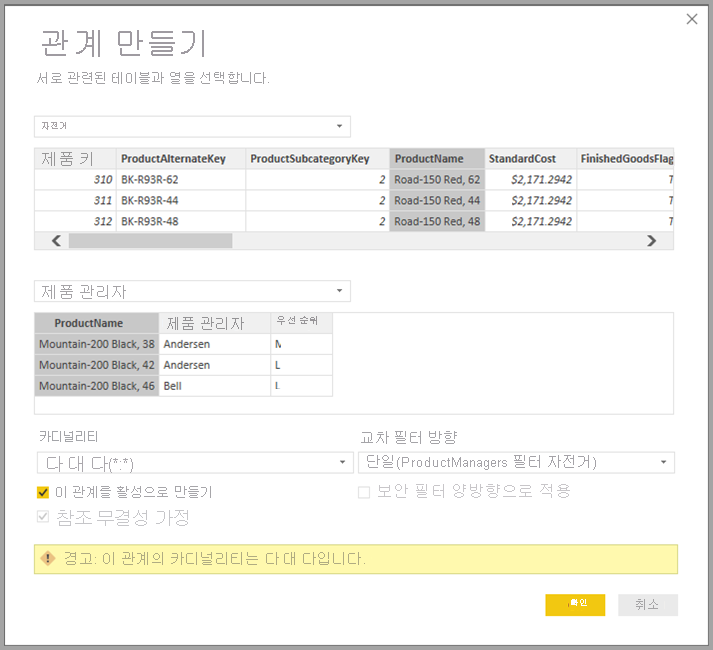 관계 만들기
서로 관련된 테이블과 열을 선택합니다.
자전거
제품 키 ProductAlternateKey ProductSubcategoryKey ProductName StandardCost FinishedGoodsFlag
310 BK-R93R-62 2 Road-150 Red, 62 $2,171.2942
311 BK-R93R-44 2 Road-150 Red, 44 $2,171.2942
312 BK-R93R-48 2 Road-150 Red, 48 $2,171.2942
제품 관리자
ProductName 제품 관리자 우선 순위
Mountain-200 Black, 38 Andersen
Mountain-200 Black, 42 Andersen L
Mountain-200 Black, 46 Bell
카디널리티 교차 필터 방향
다 대 다(*:*) 단일(ProductManagers 필터 자전거)
이 관계를 활성으로 만들기 보안 필터 양방향으로 적용
참조 무결성 가정
경고: 이 관계의 카디널리티는 다 대 다입니다.
확인 취소